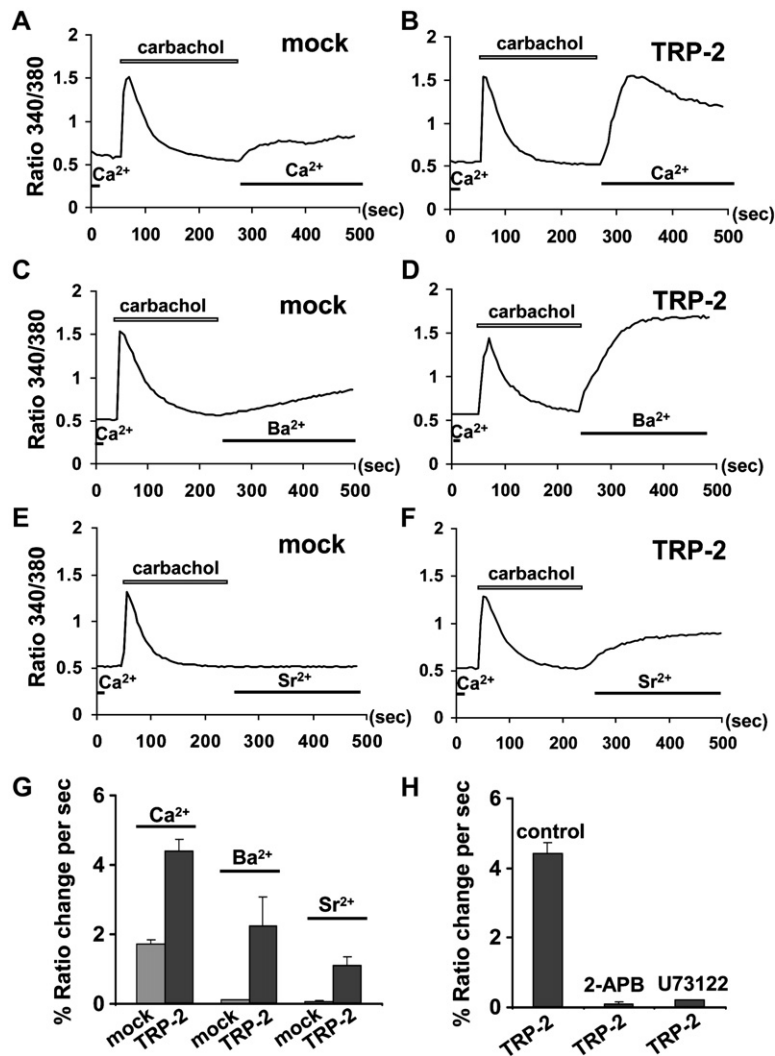 A
mock
carbachol
Ratio 340/380
2
1.5
1
0.5
0
Ca²⁺
Ca²⁺
0 100 200 300 400 500
(sec)
B
TRP-2
carbachol
2
1.5
1
0.5
0
Ca²⁺
Ca²⁺
0 100 200 300 400 500
(sec)
C
mock
carbachol
Ratio 340/380
2
1.5
1
0.5
0
Ca²⁺
Ba²⁺
0 100 200 300 400 500
(sec)
D
TRP-2
carbachol
2
1.5
1
0.5
0
Ca²⁺
Ba²⁺
0 100 200 300 400 500
(sec)
E
mock
carbachol
Ratio 340/380
2
1.5
1
0.5
0
Ca²⁺
Sr²⁺
0 100 200 300 400 500
(sec)
F
TRP-2
carbachol
2
1.5
1
0.5
0
Ca²⁺
Sr²⁺
0 100 200 300 400 500
(sec)
G
% Ratio change per sec
6
4
2
0
Ca²⁺
Ba²⁺
Sr²⁺
mock TRP-2 mock TRP-2 mock TRP-2
H
% Ratio change per sec
6
4
2
0
control
2-APB
U73122
TRP-2 TRP-2 TRP-2